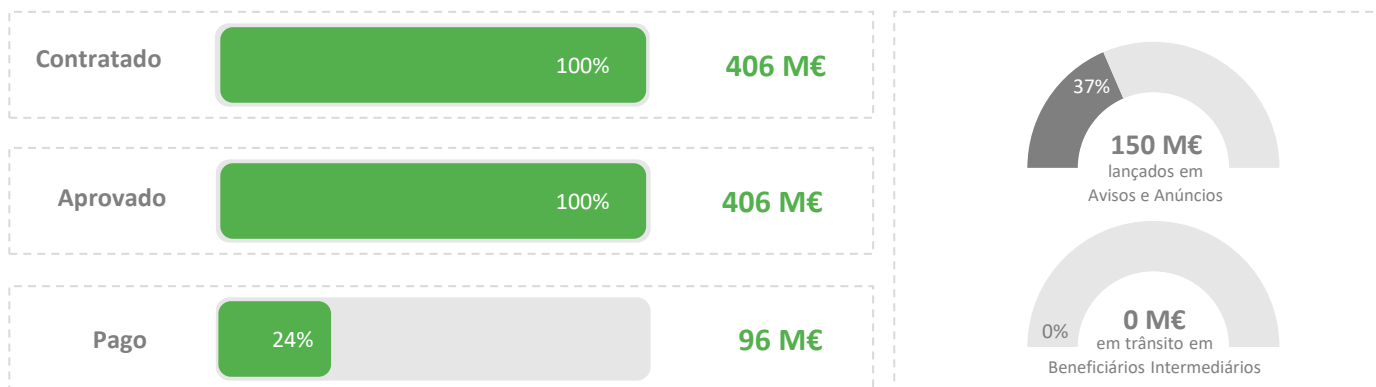 Contratado
100%
406 M€
Aprovado
100%
406 M€
Pago
24%
96 M€
37%
150 M€
lançados em
Avisos e Anúncios
0%
0 M€
em trânsito em
Beneficiários Intermediários